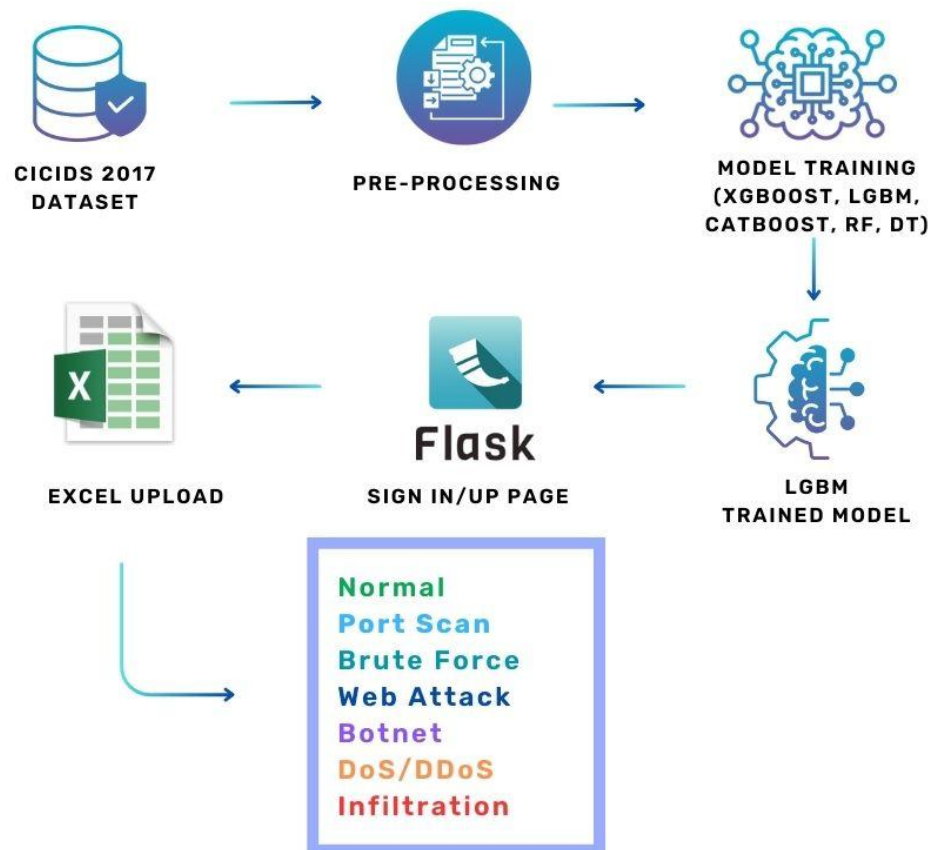 CICIDS 2017
DATASET
PRE-PROCESSING
MODEL TRAINING
(XGBOOST, LGBM,
CATBOOST, RF, DT)
X
EXCEL UPLOAD
Flask
SIGN IN/UP PAGE
LGBM
TRAINED MODEL
Normal
Port Scan
Brute Force
Web Attack
Botnet
DoS/DDoS
Infiltration